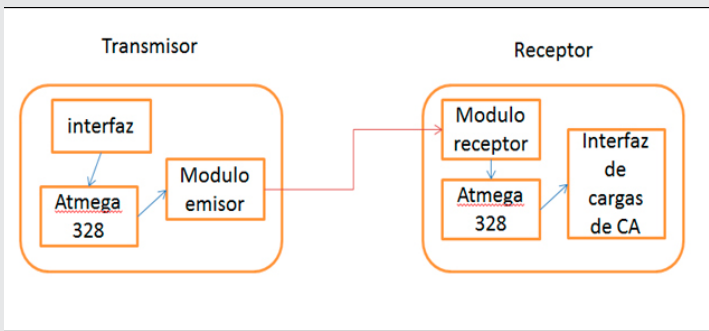 Transmisor
interfaz
Atmega
328
Modulo
emisor
Receptor
Modulo
receptor
Atmega
328
Interfaz
de
cargas
de CA